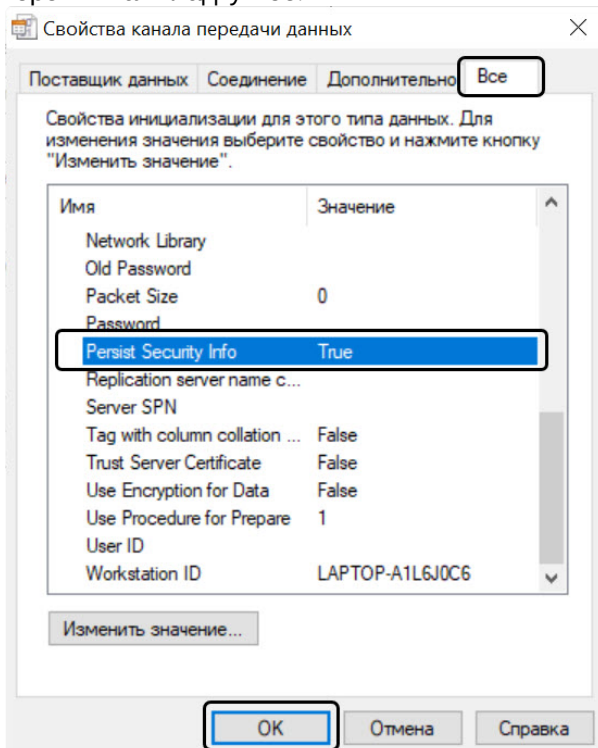 Свойства канала передачи данных
Поставщик данных Соединение Дополнительно Все
Свойства инициализации для этого типа данных. Для
изменения значения выберите свойство и нажмите кнопку
"Изменить значение".
Имя Значение
Network Library
Old Password
Packet Size 0
Password
Persist Security Info True
Replication server name c...
Server SPN
Tag with column collation ... False
Trust Server Certificate False
Use Encryption for Data False
Use Procedure for Prepare 1
User ID
Workstation ID LAPTOP-A1L6J0C6
Изменить значение...
OK Отмена Справка